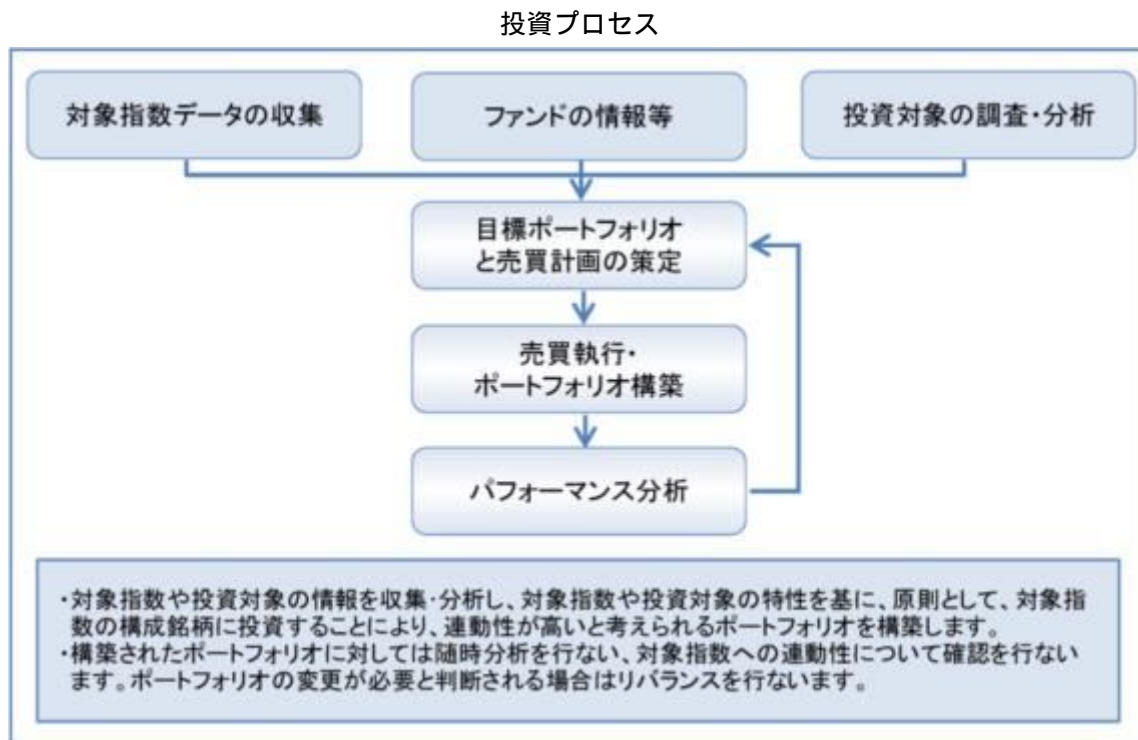 投資プロセス
対象指数データの収集
ファンドの情報等
投資対象の調査・分析
目標ポートフォリオ
と売買計画の策定
売買執行・
ポートフォリオ構築
パフォーマンス分析
・対象指数や投資対象の情報を収集・分析し、対象指数や投資対象の特性を基に、原則として、対象指
数の構成銘柄に投資することにより、連動性が高いと考えられるポートフォリオを構築します。
・構築されたポートフォリオに対しては随時分析を行ない、対象指数への連動性について確認を行ない
ます。ポートフォリオの変更が必要と判断される場合はリバランスを行ないます。